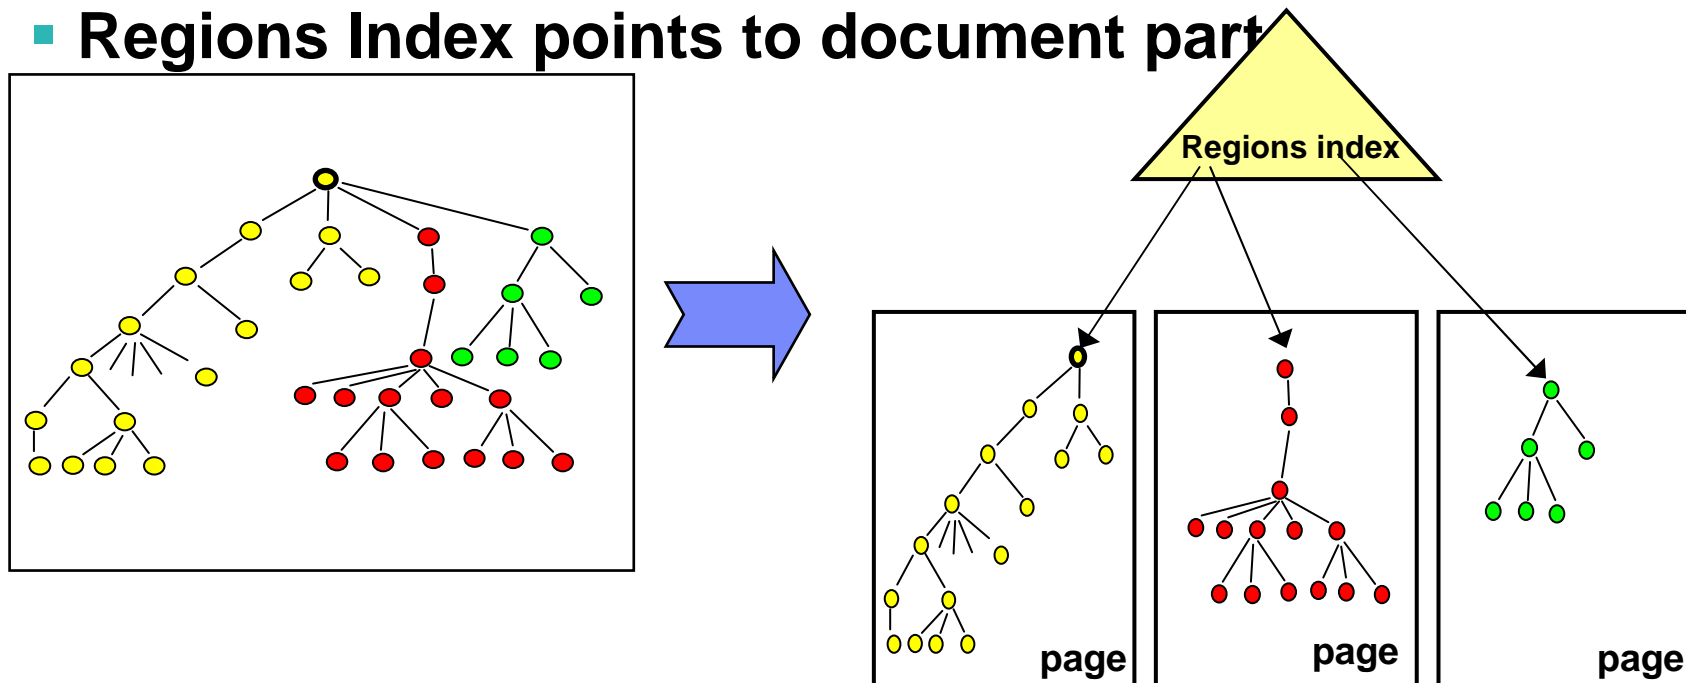 Regions Index points to document part
Regions index
page
page
page